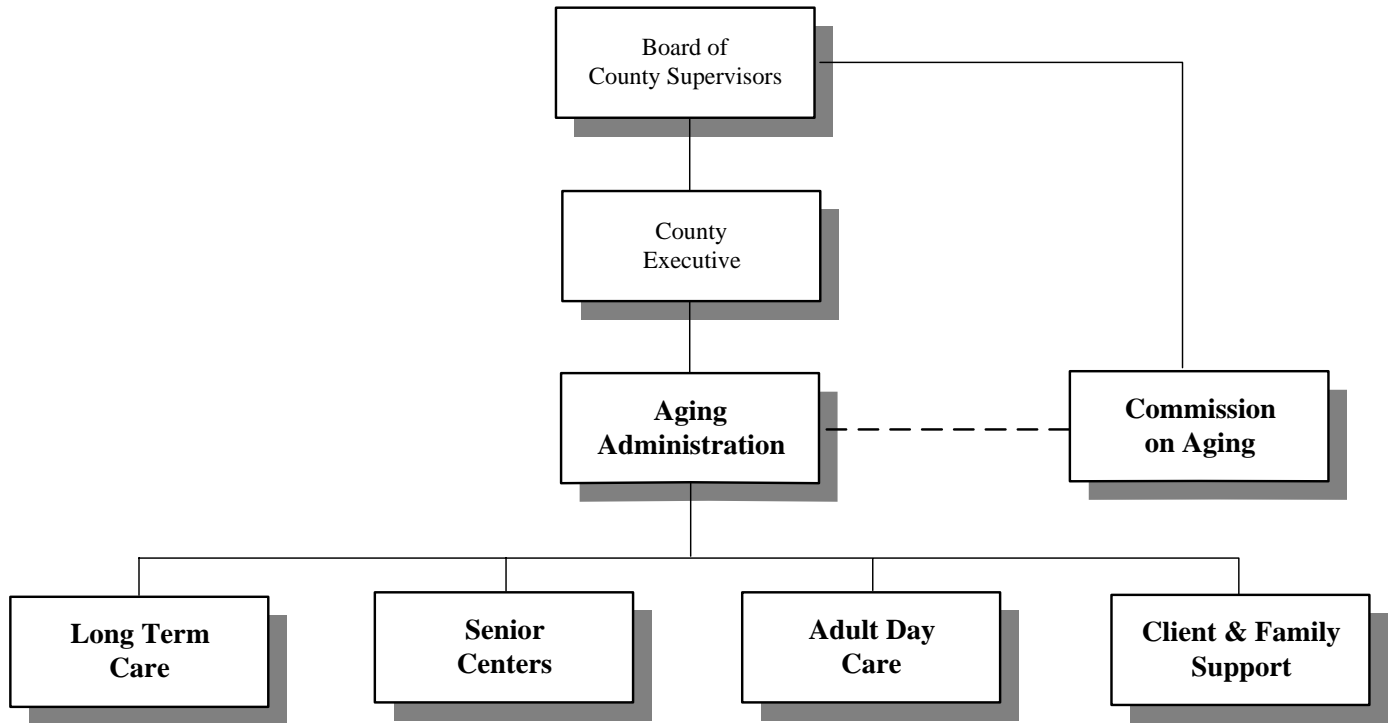 Board of
County Supervisors
County
Executive
Aging
Administration
Commission
on Aging
Long Term
Care
Senior
Centers
Adult Day
Care
Client & Family
Support